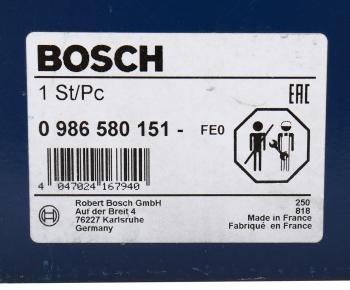 BOSCH
1 St/Pc
EAC
0 986 580 151 - FE0
4 047024 167940
Robert Bosch GmbH
Auf der Breit 4
76227 Karlsruhe
Germany
250
818
Made in France
Fabriqué en France